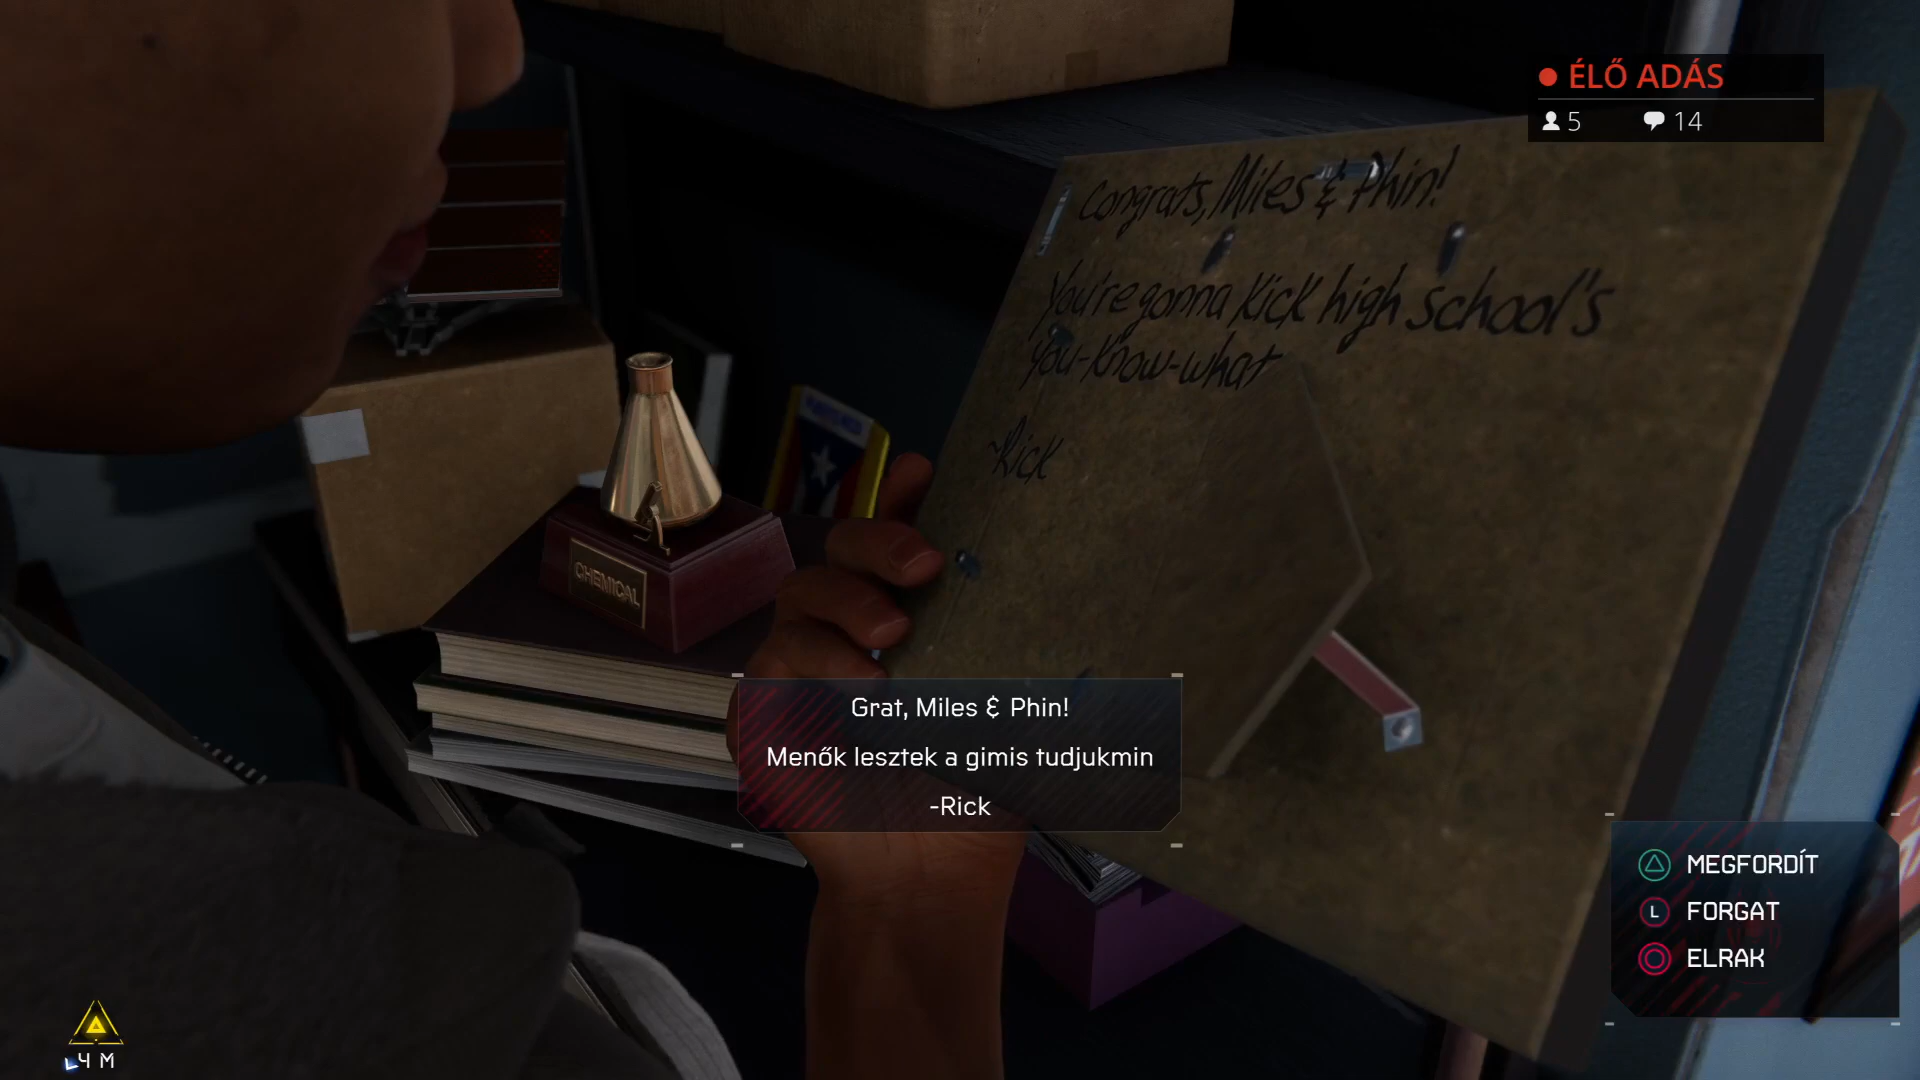 ÉLŐ ADÁS
5 14
Congrats, Miles & Phin!
You're gonna kick high school's
you-know-what
~Rick
CHEMICAL
Grat, Miles & Phin!
Menők lesztek a gimis tudjukmin
-Rick
MEGFORDÍT
L FORGAT
ELRAK
4 M